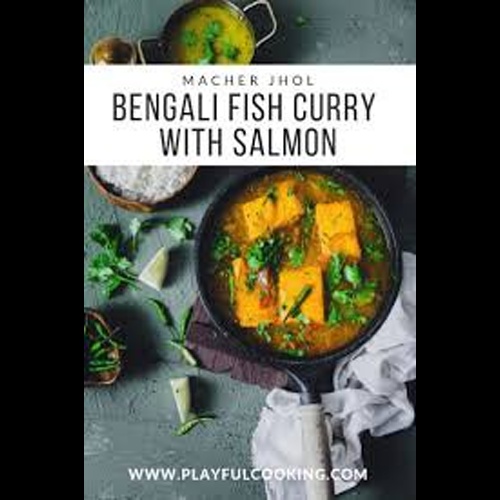 MACHER JHOL
BENGALI FISH CURRY
WITH SALMON
WWW.PLAYFULCOOKING.COM